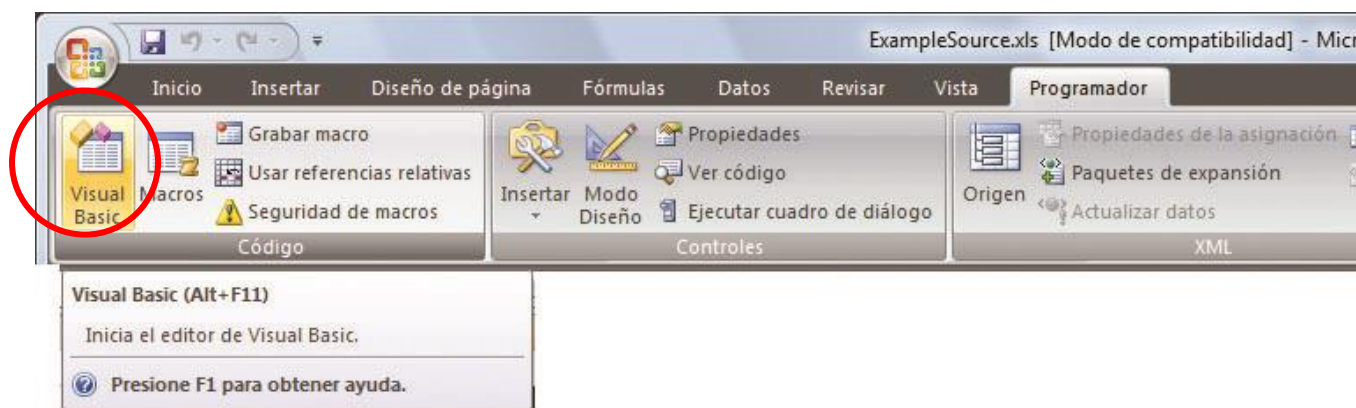 ExampleSource.xls [Modo de compatibilidad] - Micr
Inicio Insertar Diseño de página Fórmulas Datos Revisar Vista Programador
Visual Basic
Macros
Grabar macro
Usar referencias relativas
Seguridad de macros
Código
Insertar
Modo Diseño
Propiedades
Ver código
Ejecutar cuadro de diálogo
Controles
Origen
Propiedades de la asignación
Paquetes de expansión
Actualizar datos
XML
Visual Basic (Alt+F11)
Inicia el editor de Visual Basic.
Presione F1 para obtener ayuda.